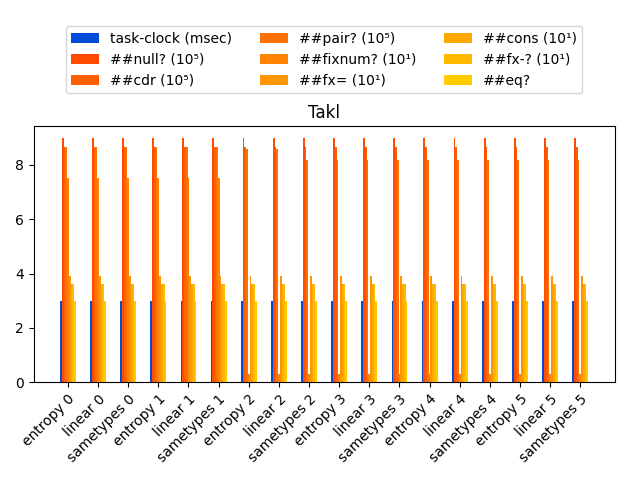 task-clock (msec) ##pair? (10⁵) ##cons (10¹)
##null? (10⁵) ##fixnum? (10¹) ##fx-? (10¹)
##cdr (10⁵) ##fx= (10¹) ##eq?
Takl
8
6
4
2
0
entropy 0 linear 0 sametypes 0 entropy 1 linear 1 sametypes 1 entropy 2 linear 2 sametypes 2 entropy 3 linear 3 sametypes 3 entropy 4 linear 4 sametypes 4 entropy 5 linear 5 sametypes 5